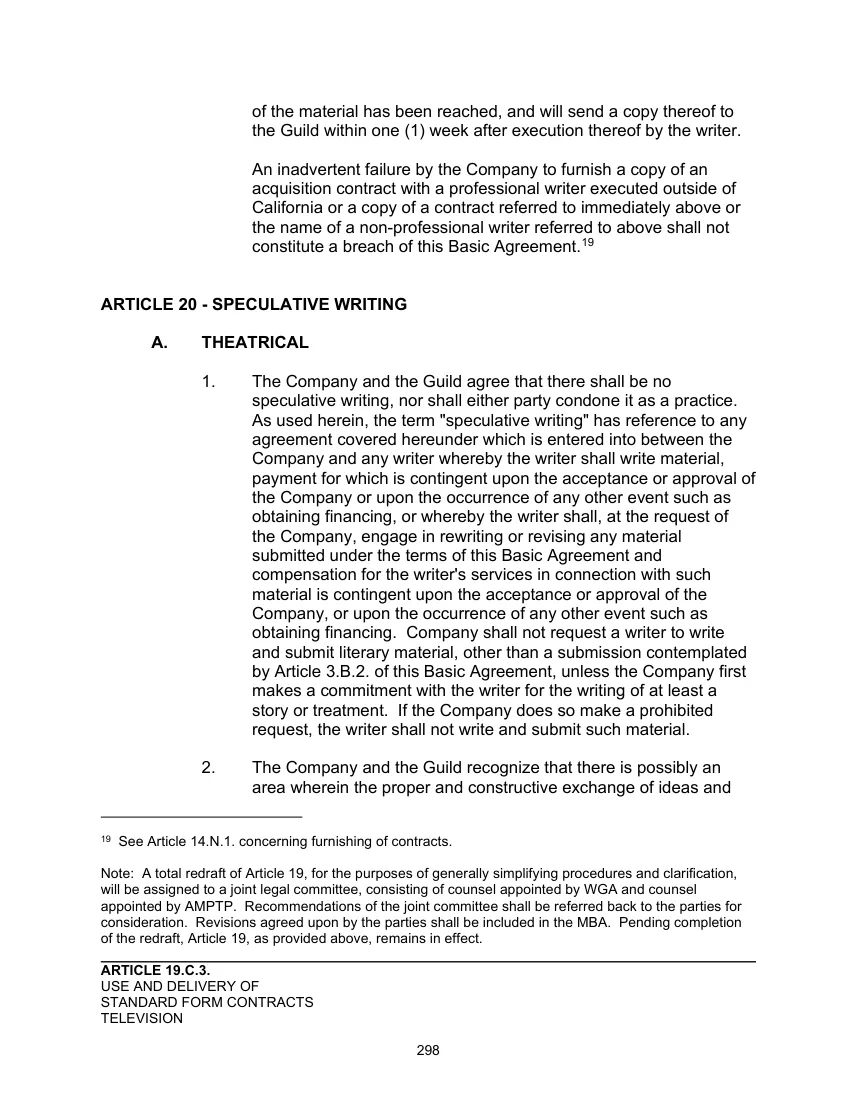 of the material has been reached, and will send a copy thereof to
the Guild within one (1) week after execution thereof by the writer.
An inadvertent failure by the Company to furnish a copy of an
acquisition contract with a professional writer executed outside of
California or a copy of a contract referred to immediately above or
the name of a non-professional writer referred to above shall not
constitute a breach of this Basic Agreement.19
ARTICLE 20 - SPECULATIVE WRITING
A. THEATRICAL
1. The Company and the Guild agree that there shall be no
speculative writing, nor shall either party condone it as a practice.
As used herein, the term "speculative writing" has reference to any
agreement covered hereunder which is entered into between the
Company and any writer whereby the writer shall write material,
payment for which is contingent upon the acceptance or approval of
the Company or upon the occurrence of any other event such as
obtaining financing, or whereby the writer shall, at the request of
the Company, engage in rewriting or revising any material
submitted under the terms of this Basic Agreement and
compensation for the writer's services in connection with such
material is contingent upon the acceptance or approval of the
Company, or upon the occurrence of any other event such as
obtaining financing. Company shall not request a writer to write
and submit literary material, other than a submission contemplated
by Article 3.B.2. of this Basic Agreement, unless the Company first
makes a commitment with the writer for the writing of at least a
story or treatment. If the Company does so make a prohibited
request, the writer shall not write and submit such material.
2. The Company and the Guild recognize that there is possibly an
area wherein the proper and constructive exchange of ideas and
19 See Article 14.N.1. concerning furnishing of contracts.
Note: A total redraft of Article 19, for the purposes of generally simplifying procedures and clarification,
will be assigned to a joint legal committee, consisting of counsel appointed by WGA and counsel
appointed by AMPTP. Recommendations of the joint committee shall be referred back to the parties for
consideration. Revisions agreed upon by the parties shall be included in the MBA. Pending completion
of the redraft, Article 19, as provided above, remains in effect.
ARTICLE 19.C.3.
USE AND DELIVERY OF
STANDARD FORM CONTRACTS
TELEVISION
298